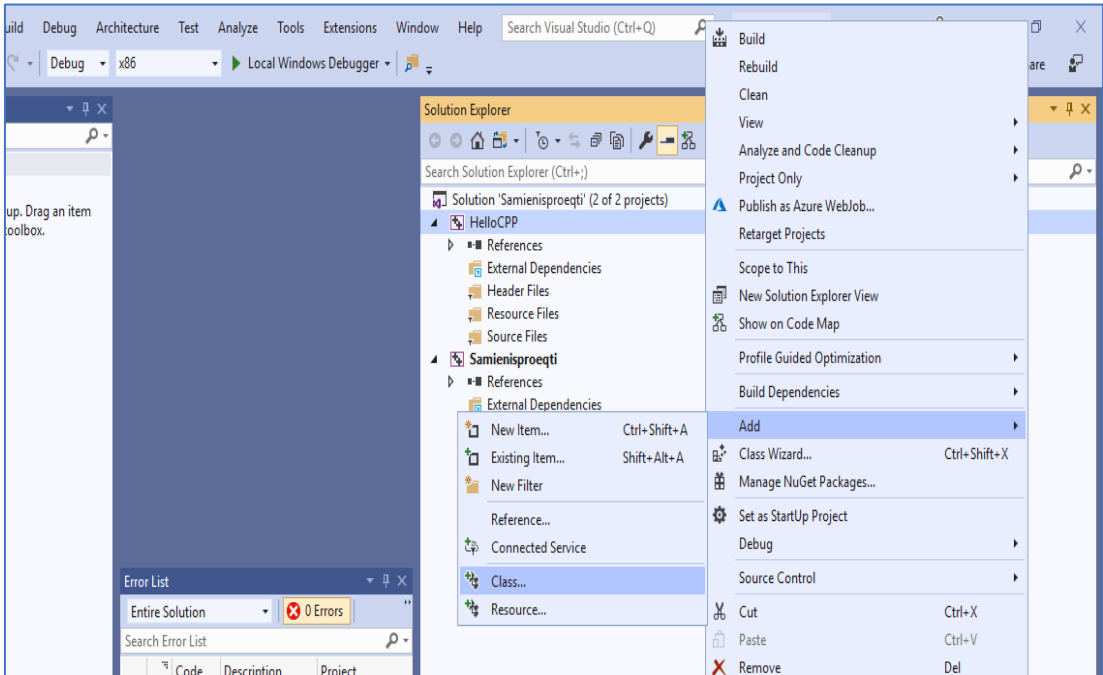 uild Debug Architecture Test Analyze Tools Extensions Window Help Search Visual Studio (Ctrl+Q)
Debug x86 Local Windows Debugger are
Solution Explorer
Search Solution Explorer (Ctrl+;)
up. Drag an item
toolbox.
Solution 'Samienisproeqti' (2 of 2 projects)
HelloCPP
References
External Dependencies
Header Files
Resource Files
Source Files
Samienisproeqti
References
External Dependencies
New Item... Ctrl+Shift+A
Existing Item... Shift+Alt+A
New Filter
Reference...
Connected Service
Class...
Resource...
Build
Rebuild
Clean
View
Analyze and Code Cleanup
Project Only
Publish as Azure WebJob...
Retarget Projects
Scope to This
New Solution Explorer View
Show on Code Map
Profile Guided Optimization
Build Dependencies
Add
Class Wizard... Ctrl+Shift+X
Manage NuGet Packages...
Set as StartUp Project
Debug
Source Control
Cut Ctrl+X
Paste Ctrl+V
Remove Del
Error List
Entire Solution 0 Errors
Search Error List
Code Description Project